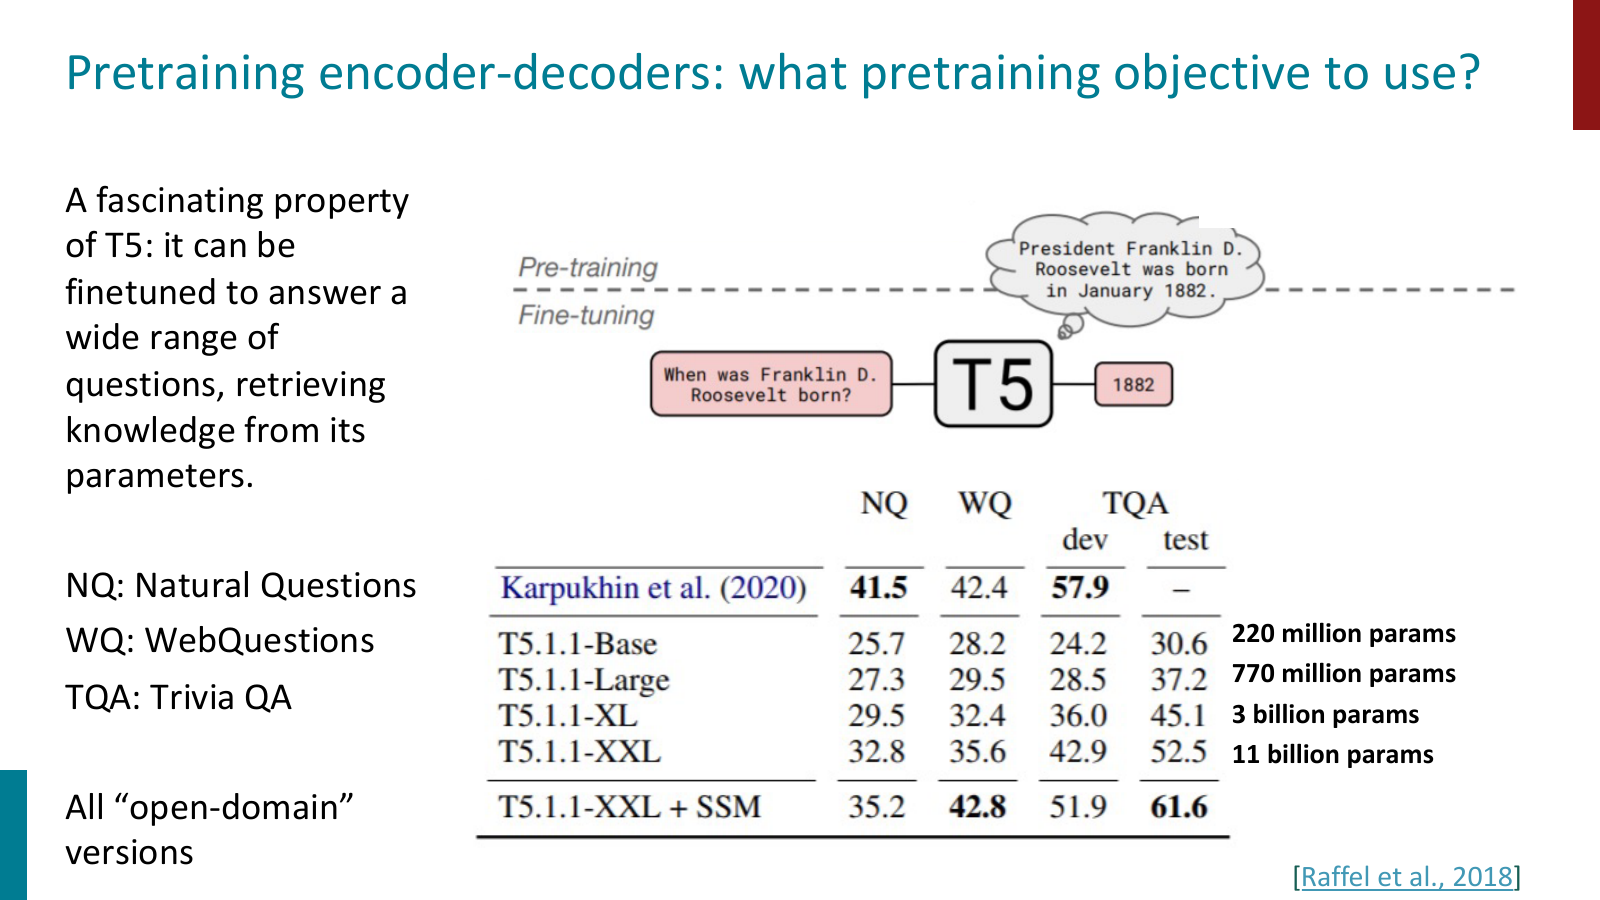 Pretraining encoder-decoders: what pretraining objective to use?
A fascinating property
of T5: it can be
finetuned to answer a
wide range of
questions, retrieving
knowledge from its
parameters.
NQ: Natural Questions
WQ: WebQuestions
TQA: Trivia QA
All “open-domain”
versions
Pre-training
Fine-tuning
President Franklin D.
Roosevelt was born
in January 1882.
When was Franklin D.
Roosevelt born?
T5
1882
NQ WQ TQA
dev test
Karpukhin et al. (2020) 41.5 42.4 57.9 –
T5.1.1-Base 25.7 28.2 24.2 30.6 220 million params
T5.1.1-Large 27.3 29.5 28.5 37.2 770 million params
T5.1.1-XL 29.5 32.4 36.0 45.1 3 billion params
T5.1.1-XXL 32.8 35.6 42.9 52.5 11 billion params
T5.1.1-XXL + SSM 35.2 42.8 51.9 61.6
[Raffel et al., 2018]